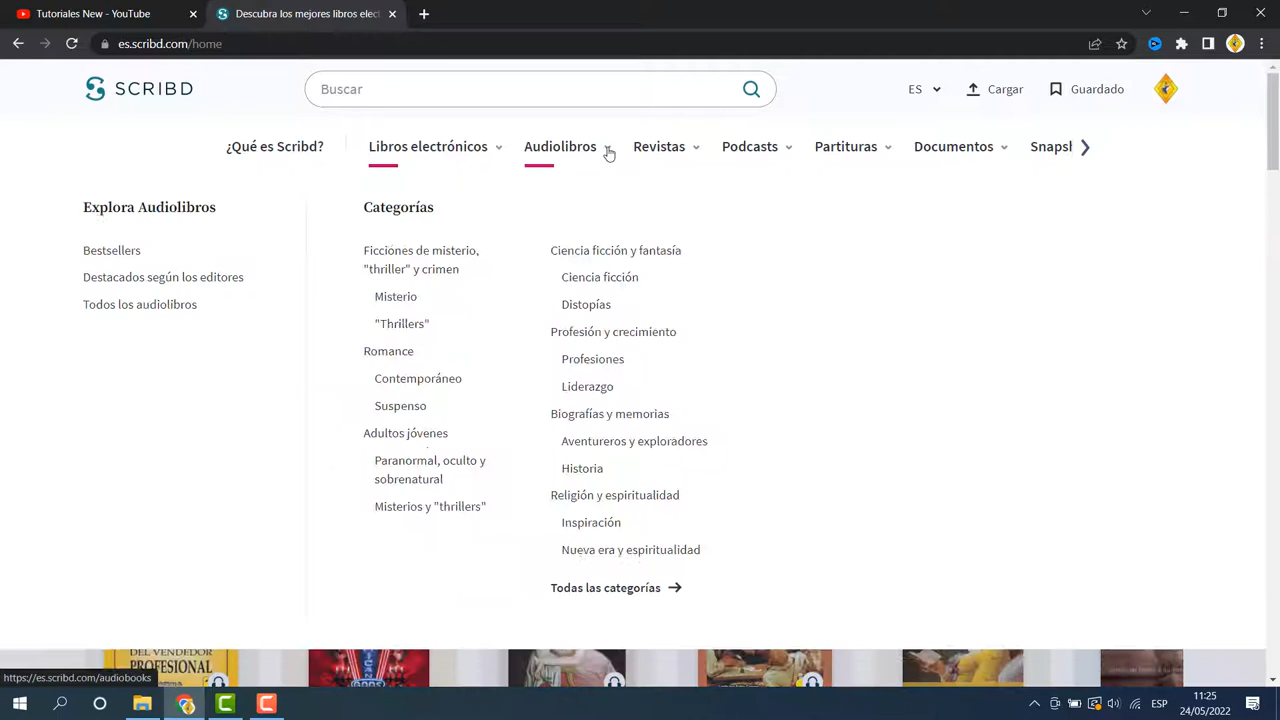 Tutoriales New - YouTube
Descubra los mejores libros elect
es.scribd.com/home
SCRIBD
Buscar
ES
Cargar
Guardado
¿Qué es Scribd?
Libros electrónicos
Audiolibros
Revistas
Podcasts
Partituras
Documentos
Snapsl
Explora Audiolibros
Bestsellers
Destacados según los editores
Todos los audiolibros
Categorías
Ficciones de misterio,
"thriller" y crimen
Misterio
"Thrillers"
Romance
Contemporáneo
Suspenso
Adultos jóvenes
Paranormal, oculto y
sobrenatural
Misterios y "thrillers"
Ciencia ficción y fantasía
Ciencia ficción
Distopías
Profesión y crecimiento
Profesiones
Liderazgo
Biografías y memorias
Aventureros y exploradores
Historia
Religión y espiritualidad
Inspiración
Nueva era y espiritualidad
Todas las categorías
DEL VENDEDOR
PROFESIONAL
https://es.scribd.com/audiobooks
ESP
11:25
24/05/2022